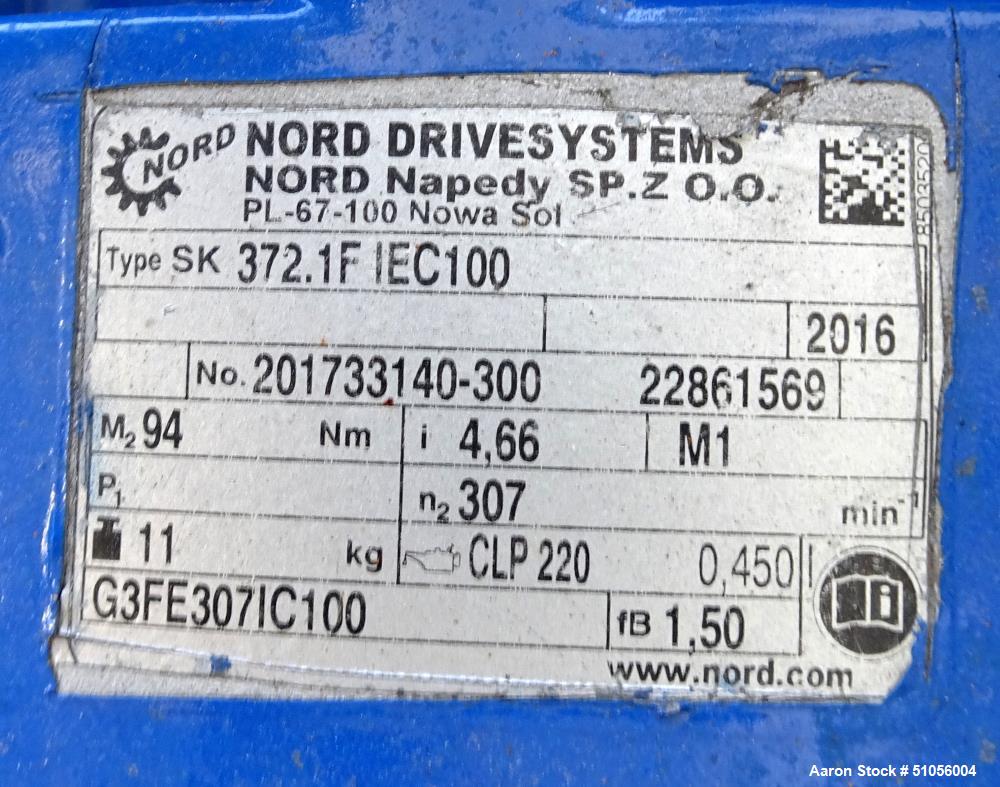 NORD NORD DRIVESYSTEMS
NORD Napedy SP.Z O.O.
PL-67-100 Nowa Sol
8503520
Type SK 372.1F IEC100
2016
No. 201733140-300 22861569
M2 94 Nm i 4,66 M1
P1 n2 307 min-1
11 kg CLP 220 0,450 l
G3FE307IC100 fB 1,50
www.nord.com
Aaron Stock # 51056004